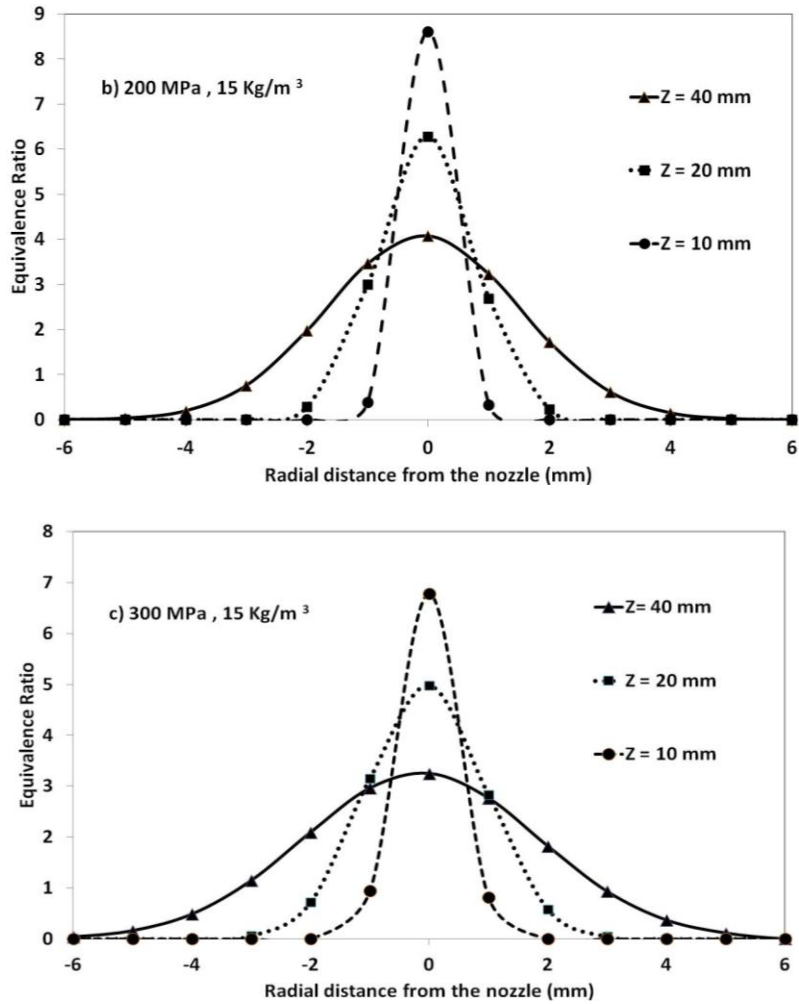 9
8
b) 200 MPa , 15 Kg/m ³
7
Z = 40 mm
6
Z = 20 mm
5
4
Z = 10 mm
3
2
1
0
Equivalence Ratio
-6 -4 -2 0 2 4 6
Radial distance from the nozzle (mm)
8
7
c) 300 MPa , 15 Kg/m ³
Z= 40 mm
6
Z = 20 mm
5
4
Z = 10 mm
3
2
1
0
Equivalence Ratio
-6 -4 -2 0 2 4 6
Radial distance from the nozzle (mm)